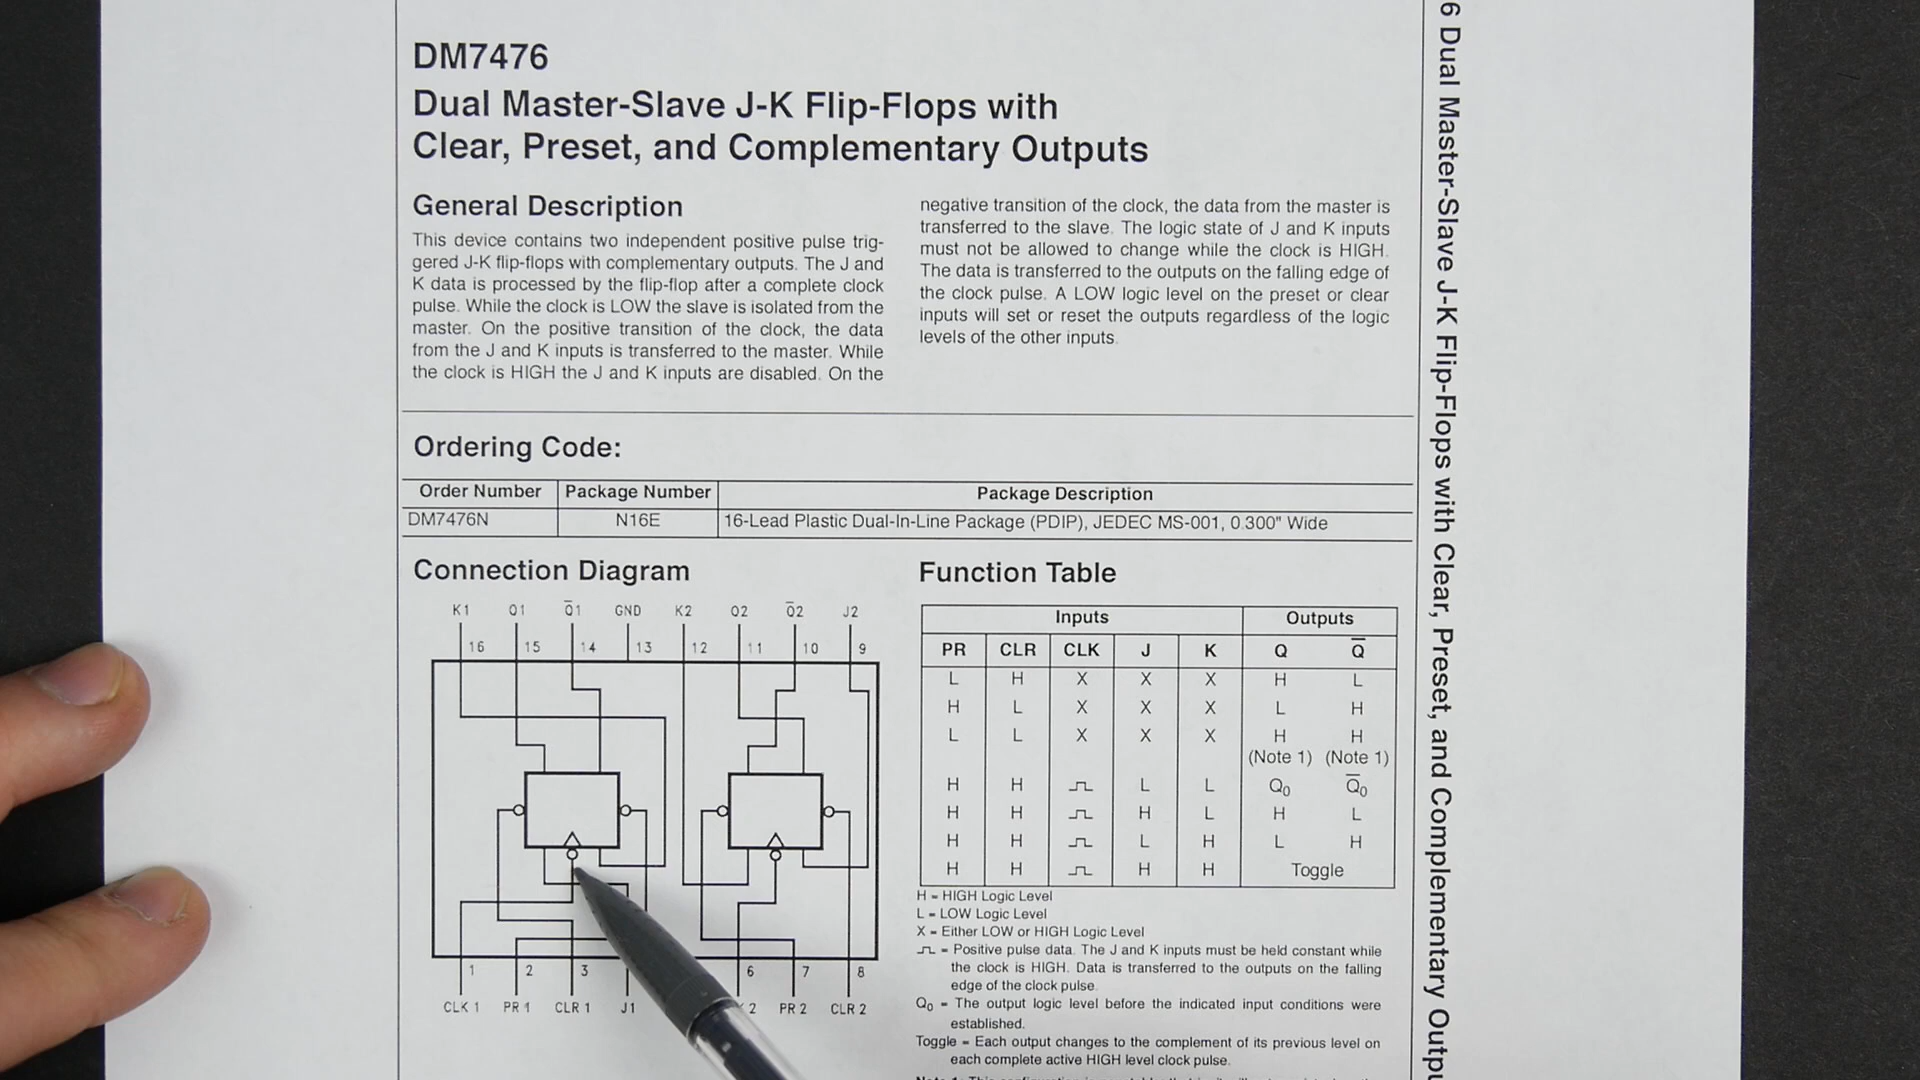 DM7476
Dual Master-Slave J-K Flip-Flops with
Clear, Preset, and Complementary Outputs
General Description
This device contains two independent positive pulse trig-
gered J-K flip-flops with complementary outputs. The J and
K data is processed by the flip-flop after a complete clock
pulse. While the clock is LOW the slave is isolated from the
master. On the positive transition of the clock, the data
from the J and K inputs is transferred to the master. While
the clock is HIGH the J and K inputs are disabled. On the
negative transition of the clock, the data from the master is
transferred to the slave. The logic state of J and K inputs
must not be allowed to change while the clock is HIGH.
The data is transferred to the outputs on the falling edge of
the clock pulse. A LOW logic level on the preset or clear
inputs will set or reset the outputs regardless of the logic
levels of the other inputs.
Ordering Code:
Order Number Package Number Package Description
DM7476N N16E 16-Lead Plastic Dual-In-Line Package (PDIP), JEDEC MS-001, 0.300" Wide
Connection Diagram
K1 Q1 Q̅1 GND K2 Q2 Q̅2 J2
16 15 14 13 12 11 10 9
1 2 3 6 7 8
CLK 1 PR 1 CLR 1 J1 2 PR 2 CLR 2
Function Table
Inputs Outputs
PR CLR CLK J K Q Q̅
L H X X X H L
H L X X X L H
L L X X X H H
(Note 1) (Note 1)
H H ⎍ L L Q0 Q̅0
H H ⎍ H L H L
H H ⎍ L H L H
H H ⎍ H H Toggle
H = HIGH Logic Level
L = LOW Logic Level
X = Either LOW or HIGH Logic Level
⎍ = Positive pulse data. The J and K inputs must be held constant while
the clock is HIGH. Data is transferred to the outputs on the falling
edge of the clock pulse.
Q0 = The output logic level before the indicated input conditions were
established.
Toggle = Each output changes to the complement of its previous level on
each complete active HIGH level clock pulse.
6 Dual Master-Slave J-K Flip-Flops with Clear, Preset, and Complementary Outpu